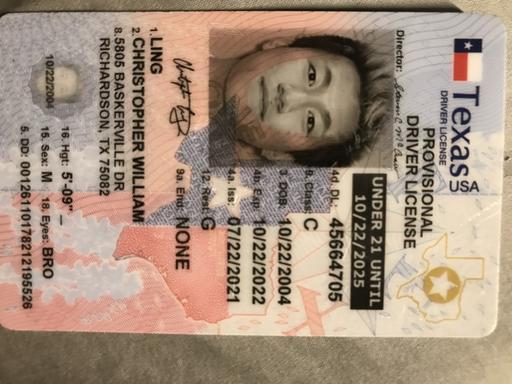 Texas USA
DRIVER LICENSE
PROVISIONAL
DRIVER LICENSE
Director:
UNDER 21 UNTIL
10/22/2025
4d. DL: 45664705
9. Class: C
3. DOB: 10/22/2004
4b. Exp: 10/22/2022
4a. Iss: 07/22/2021
12. Rest: G
9a. End: NONE
1. LING
2. CHRISTOPHER WILLIAM
8. 5805 BASKERVILLE DR
RICHARDSON, TX 75082
16. Hgt: 5'-09"
15. Sex: M 18. Eyes: BRO
5. DD: 00126110178212195526
10/22/2004